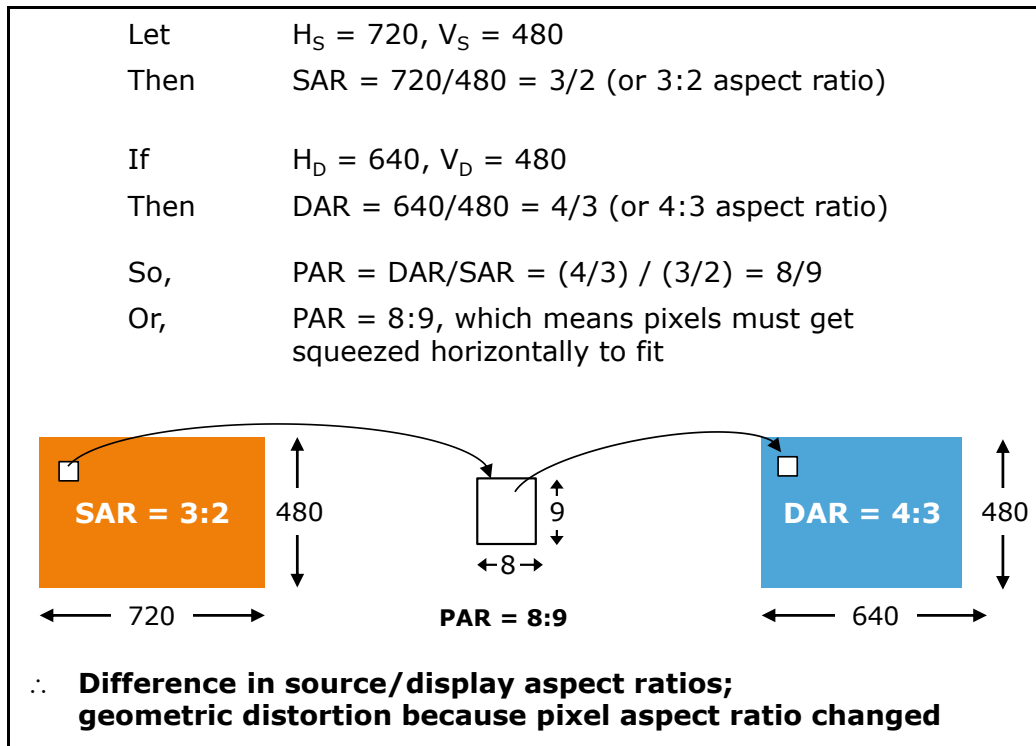 Let H_S = 720, V_S = 480
Then SAR = 720/480 = 3/2 (or 3:2 aspect ratio)
If H_D = 640, V_D = 480
Then DAR = 640/480 = 4/3 (or 4:3 aspect ratio)
So, PAR = DAR/SAR = (4/3) / (3/2) = 8/9
Or, PAR = 8:9, which means pixels must get
squeezed horizontally to fit
SAR = 3:2
480
720
9
8
PAR = 8:9
DAR = 4:3
480
640
∴ Difference in source/display aspect ratios;
geometric distortion because pixel aspect ratio changed